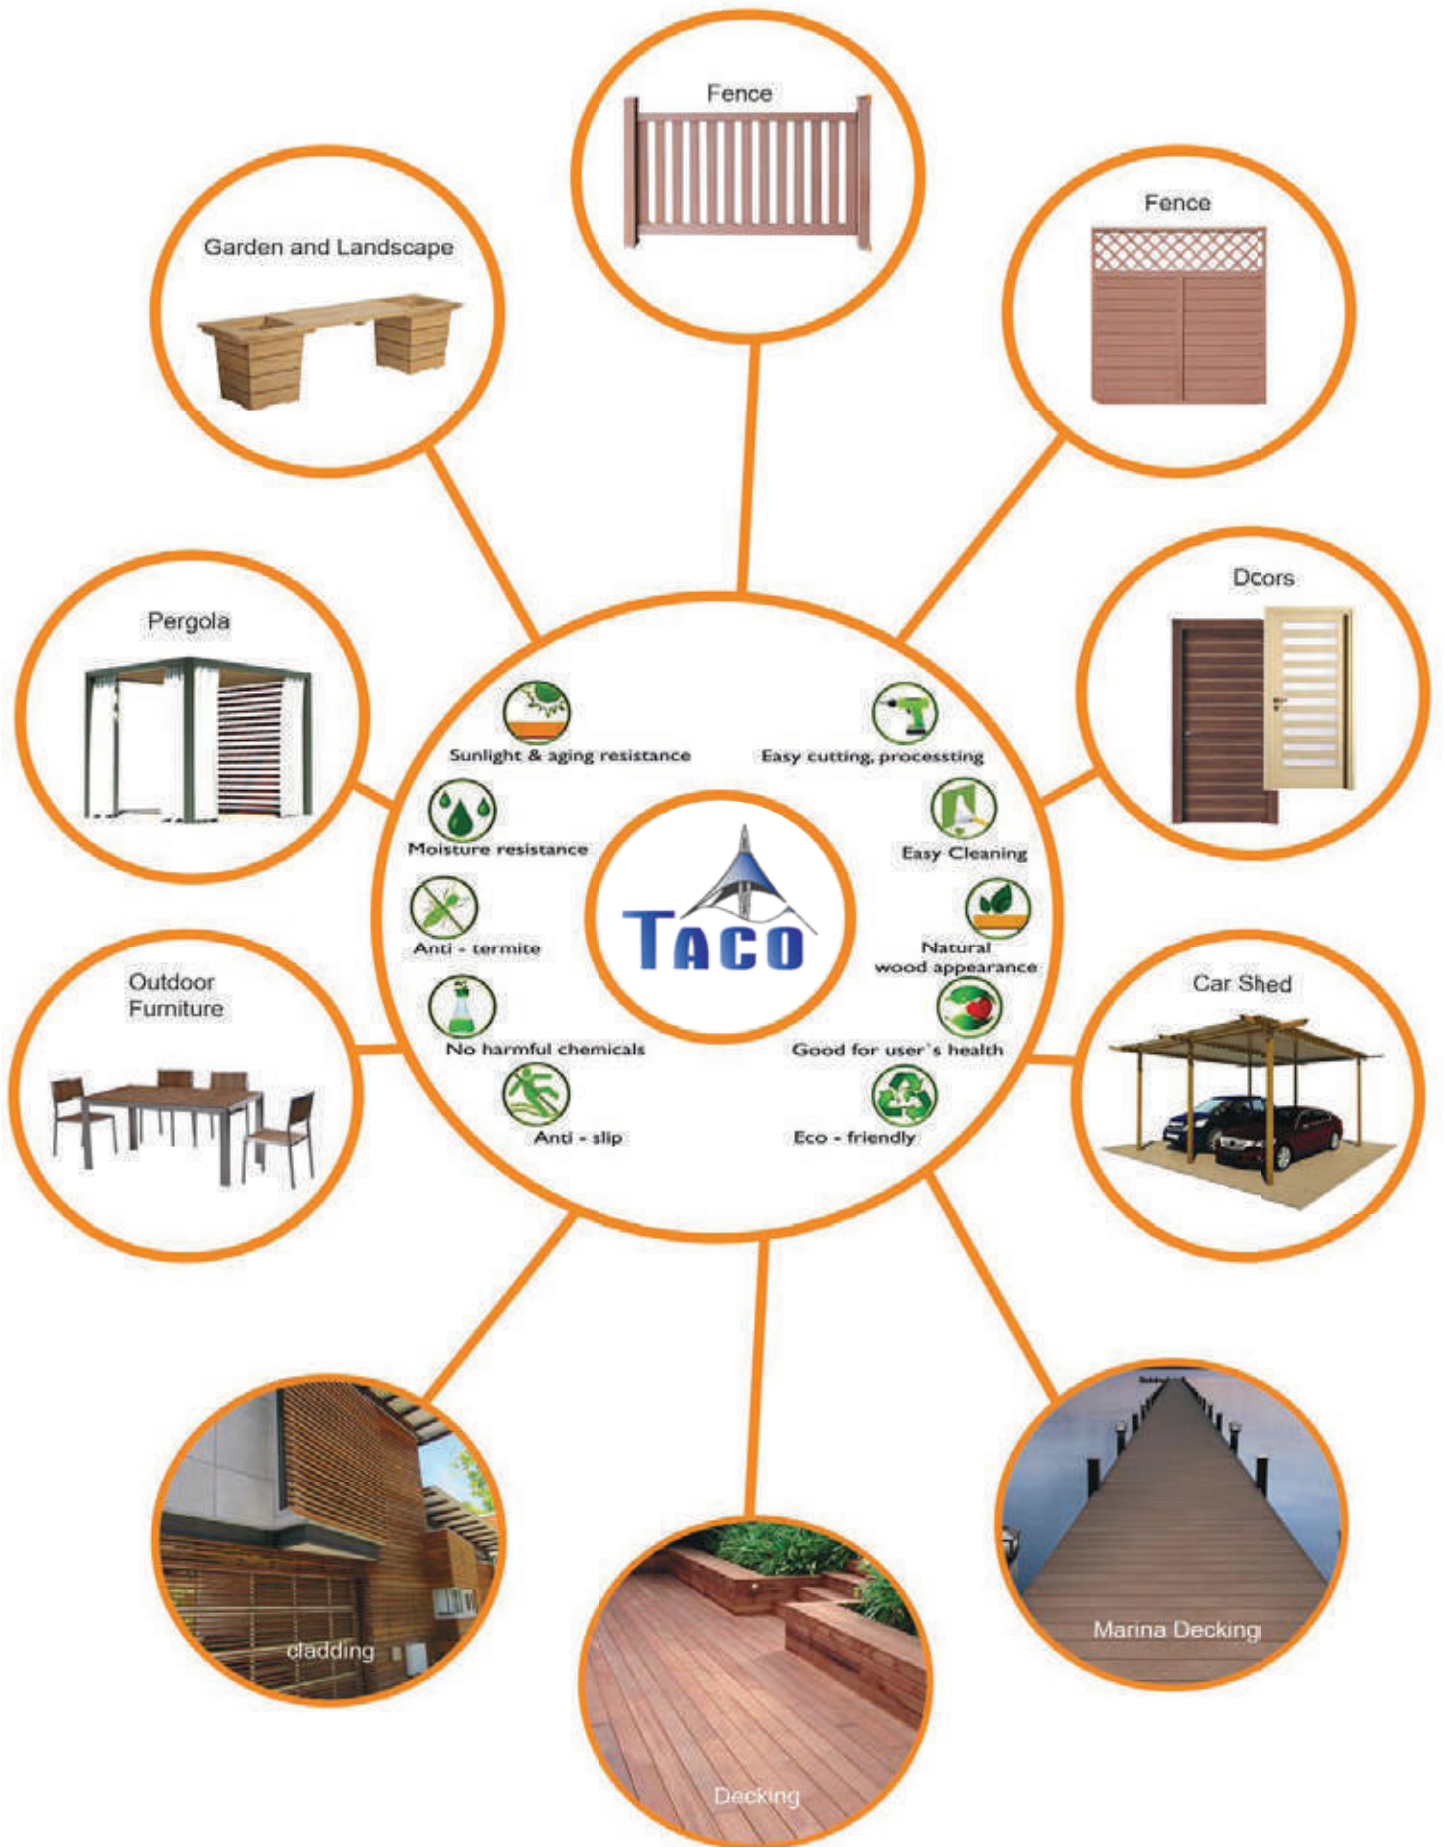 Fence
Fence
Garden and Landscape
Dcors
Pergola
Sunlight & aging resistance
Easy cutting, processting
Moisture resistance
Easy Cleaning
TACO
Anti - termite
Natural
wood appearance
Outdoor
Furniture
Car Shed
No harmful chemicals
Good for user`s health
Anti - slip
Eco - friendly
cladding
Marina Decking
Decking